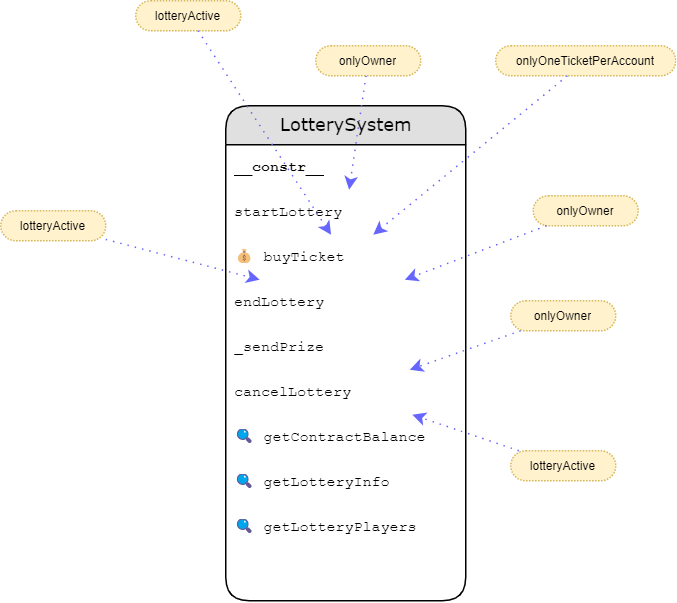 lotteryActive
onlyOwner
onlyOneTicketPerAccount
LotterySystem
__constr__
startLottery
lotteryActive
onlyOwner
buyTicket
endLottery
onlyOwner
_sendPrize
cancelLottery
getContractBalance
lotteryActive
getLotteryInfo
getLotteryPlayers